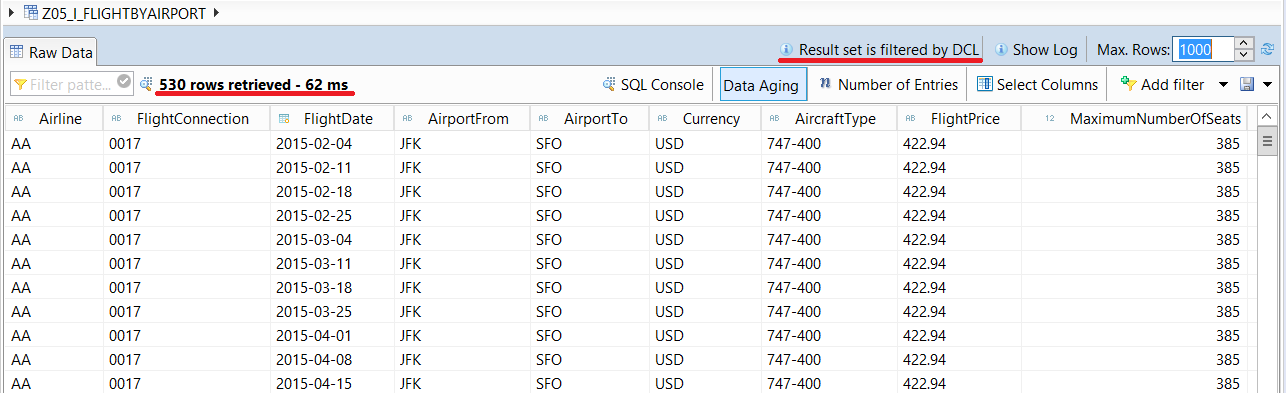 Z05_I_FLIGHTBYAIRPORT
Raw Data Result set is filtered by DCL Show Log Max. Rows: 1000
Filter patte... 530 rows retrieved - 62 ms SQL Console Data Aging Number of Entries Select Columns Add filter
AB Airline AB FlightConnection FlightDate AB AirportFrom AB AirportTo AB Currency AB AircraftType AB FlightPrice 12 MaximumNumberOfSeats
AA 0017 2015-02-04 JFK SFO USD 747-400 422.94 385
AA 0017 2015-02-11 JFK SFO USD 747-400 422.94 385
AA 0017 2015-02-18 JFK SFO USD 747-400 422.94 385
AA 0017 2015-02-25 JFK SFO USD 747-400 422.94 385
AA 0017 2015-03-04 JFK SFO USD 747-400 422.94 385
AA 0017 2015-03-11 JFK SFO USD 747-400 422.94 385
AA 0017 2015-03-18 JFK SFO USD 747-400 422.94 385
AA 0017 2015-03-25 JFK SFO USD 747-400 422.94 385
AA 0017 2015-04-01 JFK SFO USD 747-400 422.94 385
AA 0017 2015-04-08 JFK SFO USD 747-400 422.94 385
AA 0017 2015-04-15 JFK SFO USD 747-400 422.94 385